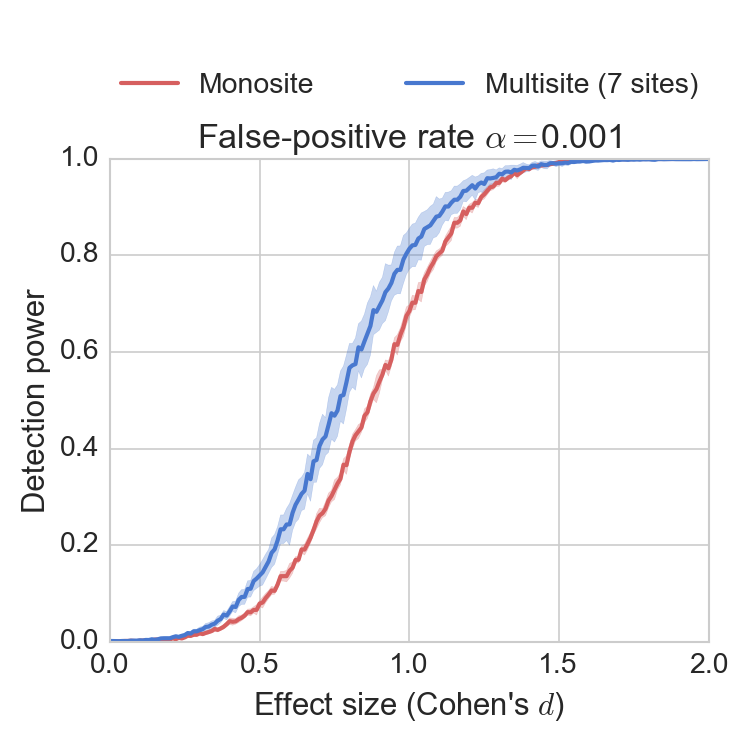 Monosite
Multisite (7 sites)
False-positive rate α=0.001
1.0
0.8
0.6
0.4
0.2
0.0
Detection power
0.0 0.5 1.0 1.5 2.0
Effect size (Cohen's d)